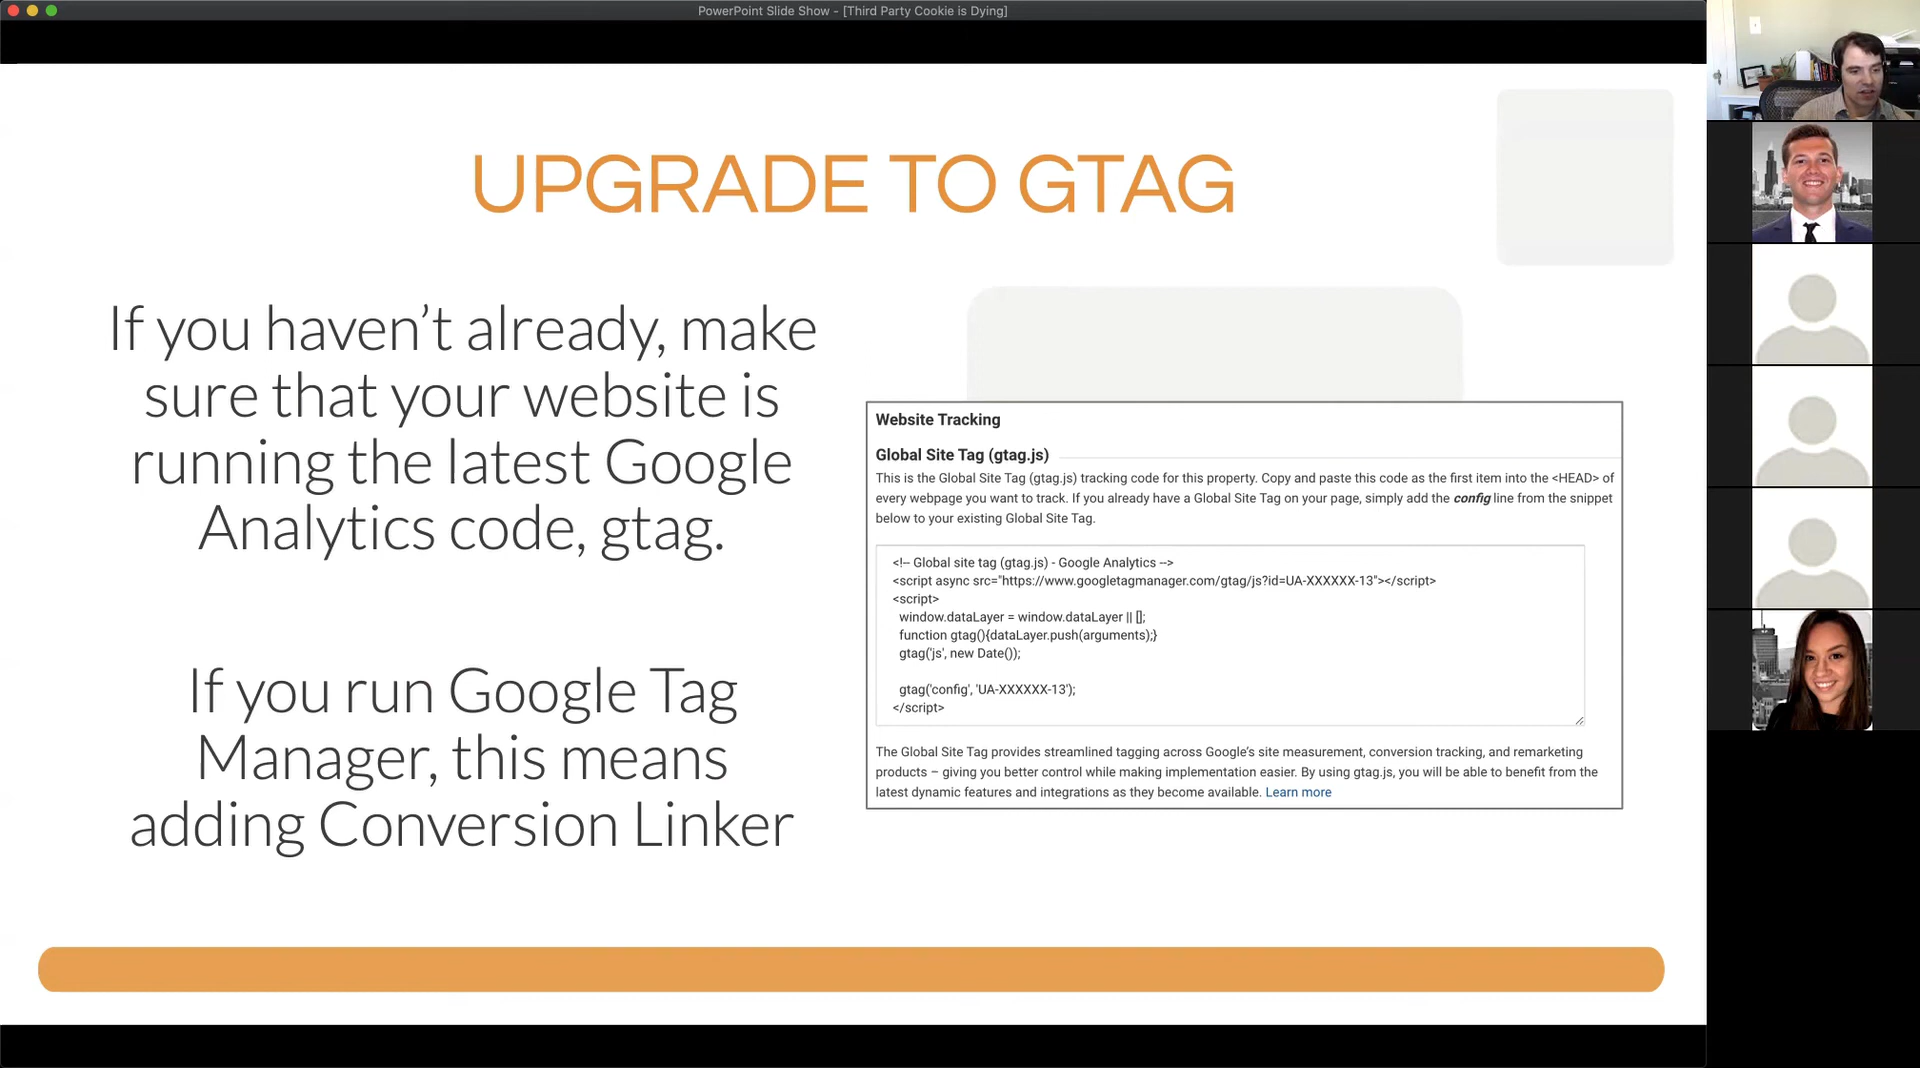 PowerPoint Slide Show - [Third Party Cookie is Dying]
UPGRADE TO GTAG
If you haven’t already, make
sure that your website is
running the latest Google
Analytics code, gtag.
If you run Google Tag
Manager, this means
adding Conversion Linker
Website Tracking
Global Site Tag (gtag.js)
This is the Global Site Tag (gtag.js) tracking code for this property. Copy and paste this code as the first item into the <HEAD> of
every webpage you want to track. If you already have a Global Site Tag on your page, simply add the config line from the snippet
below to your existing Global Site Tag.
<!-- Global site tag (gtag.js) - Google Analytics -->
<script async src="https://www.googletagmanager.com/gtag/js?id=UA-XXXXXX-13"></script>
<script>
window.dataLayer = window.dataLayer || [];
function gtag(){dataLayer.push(arguments);}
gtag('js', new Date());
gtag('config', 'UA-XXXXXX-13');
</script>
The Global Site Tag provides streamlined tagging across Google’s site measurement, conversion tracking, and remarketing
products – giving you better control while making implementation easier. By using gtag.js, you will be able to benefit from the
latest dynamic features and integrations as they become available. Learn more